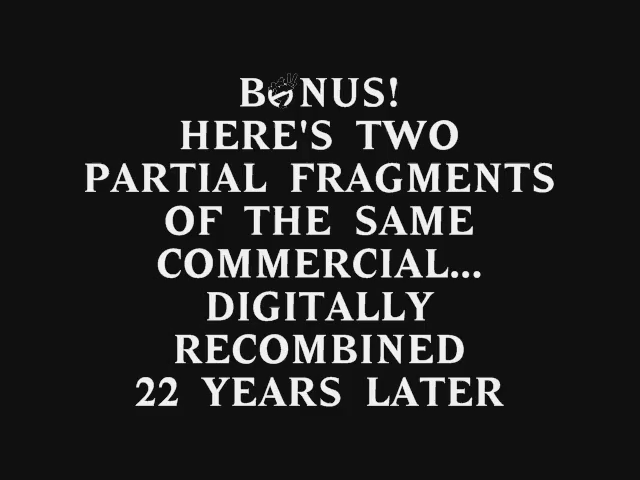 BONUS!
HERE'S TWO
PARTIAL FRAGMENTS
OF THE SAME
COMMERCIAL...
DIGITALLY
RECOMBINED
22 YEARS LATER